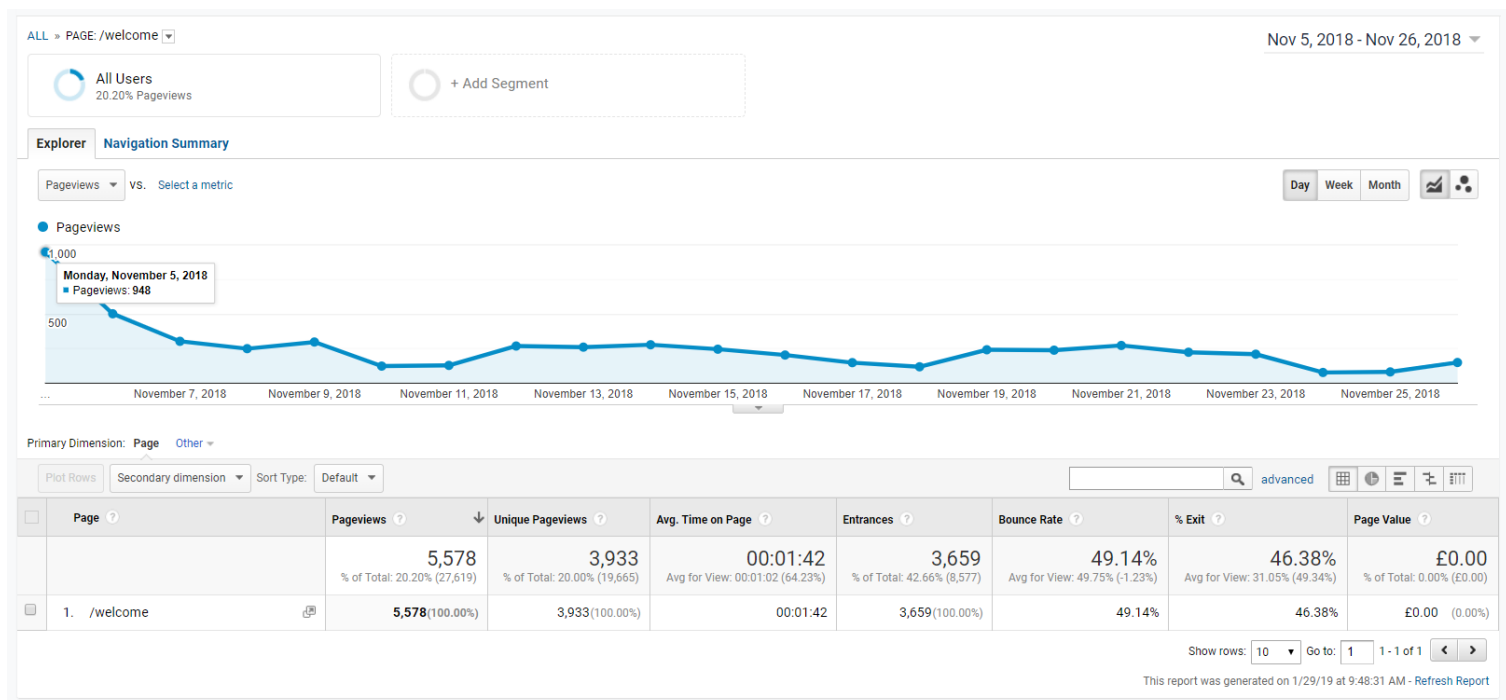 ALL » PAGE: /welcome
Nov 5, 2018 - Nov 26, 2018
All Users
20.20% Pageviews
+ Add Segment
Explorer
Navigation Summary
Pageviews
VS.
Select a metric
Day
Week
Month
Pageviews
1,000
Monday, November 5, 2018
Pageviews: 948
500
...
November 7, 2018
November 9, 2018
November 11, 2018
November 13, 2018
November 15, 2018
November 17, 2018
November 19, 2018
November 21, 2018
November 23, 2018
November 25, 2018
Primary Dimension: Page Other
Plot Rows
Secondary dimension
Sort Type:
Default
advanced
Page ?
Pageviews ?
Unique Pageviews ?
Avg. Time on Page ?
Entrances ?
Bounce Rate ?
% Exit ?
Page Value ?
5,578
% of Total: 20.20% (27,619)
3,933
% of Total: 20.00% (19,665)
00:01:42
Avg for View: 00:01:02 (64.23%)
3,659
% of Total: 42.66% (8,577)
49.14%
Avg for View: 49.75% (-1.23%)
46.38%
Avg for View: 31.05% (49.34%)
£0.00
% of Total: 0.00% (£0.00)
1. /welcome
5,578(100.00%)
3,933(100.00%)
00:01:42
3,659(100.00%)
49.14%
46.38%
£0.00 (0.00%)
Show rows: 10 Go to: 1 1 - 1 of 1
This report was generated on 1/29/19 at 9:48:31 AM - Refresh Report